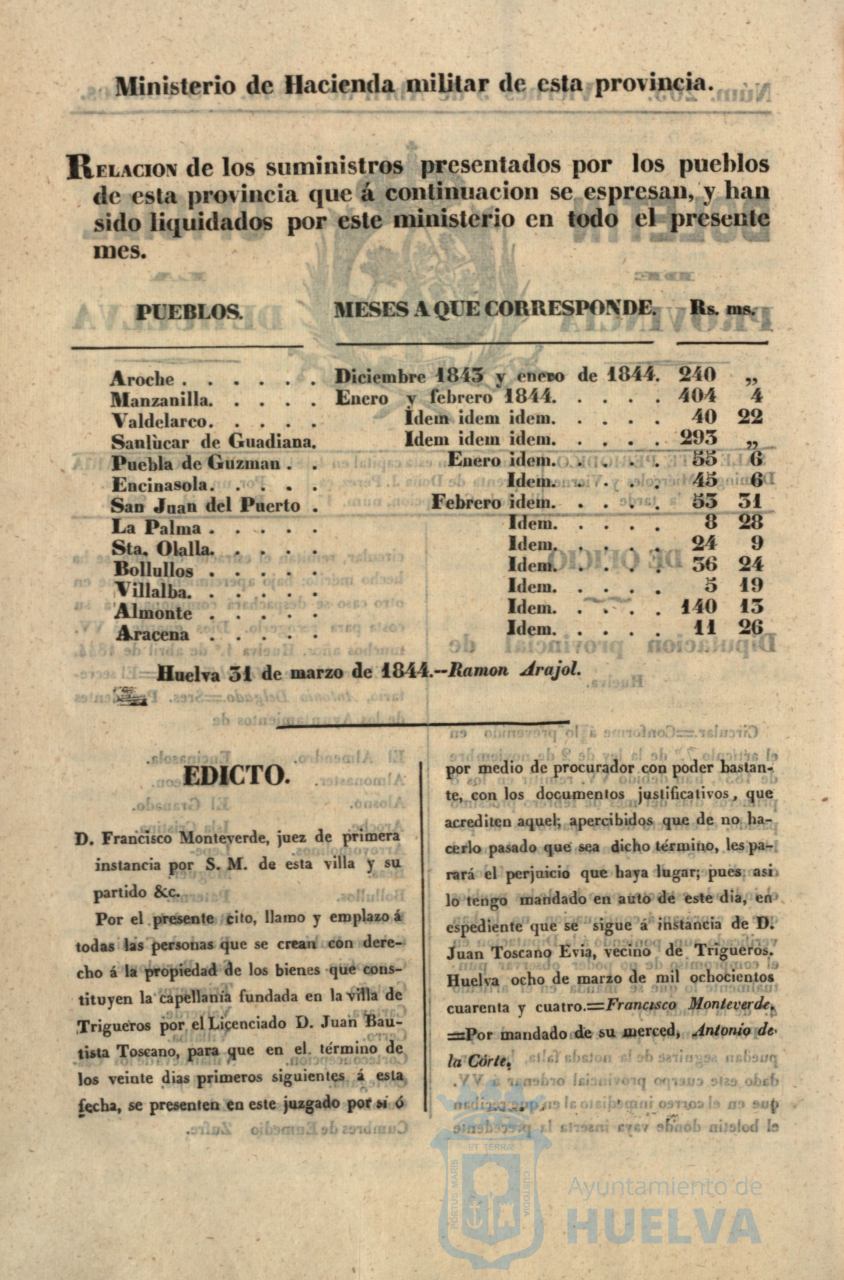 Ministerio de Hacienda militar de esta provincia.
RELACION de los suministros presentados por los pueblos
de esta provincia que á continuacion se espresan, y han
sido liquidados por este ministerio en todo el presente
mes.
PUEBLOS. MESES A QUE CORRESPONDE. Rs. ms.
Aroche . . . . . . Diciembre 1843 y enero de 1844. 240 „
Manzanilla. . . . . Enero y febrero 1844. . . . . 404 4
Valdelarco. . . . . Idem idem idem. . . . . 40 22
Sanlúcar de Guadiana. Idem idem idem. . . . . 293 „
Puebla de Guzman . . Enero idem. . . . . 55 6
Encinasola. . . . . Idem. . . . . 45 6
San Juan del Puerto . Febrero idem. . . . . 53 31
La Palma . . . . . Idem. . . . . 8 28
Sta. Olalla. . . . . Idem. . . . . 24 9
Bollullos . . . . . Idem. . . . . 36 24
Villalba. . . . . . Idem. . . . . 5 19
Almonte . . . . . Idem. . . . . 140 13
Aracena . . . . . Idem. . . . . 11 26
Huelva 31 de marzo de 1844.--Ramon Arajol.
EDICTO.
D. Francisco Monteverde, juez de primera
instancia por S. M. de esta villa y su
partido &c.
Por el presente cito, llamo y emplazo á
todas las personas que se crean con dere-
cho á la propiedad de los bienes que cons-
tituyen la capellanía fundada en la villa de
Trigueros por el Licenciado D. Juan Bau-
tista Toscano, para que en el término de
los veinte dias primeros siguientes á esta
fecha, se presenten en este juzgado por sí ó
por medio de procurador con poder bastan-
te, con los documentos justificativos, que
acrediten aquel; apercibidos que de no ha-
cerlo pasado que sea dicho término, les pa-
rará el perjuicio que haya lugar; pues asi
lo tengo mandado en auto de este dia, en
espediente que se sigue á instancia de D.
Juan Toscano Evia, vecino de Trigueros.
Huelva ocho de marzo de mil ochocientos
cuarenta y cuatro.=Francisco Monteverde.
=Por mandado de su merced, Antonio de
la Córte.
UT TERRÆ
PORTUS MARIS
CUSTODIA
Ayuntamiento de
HUELVA